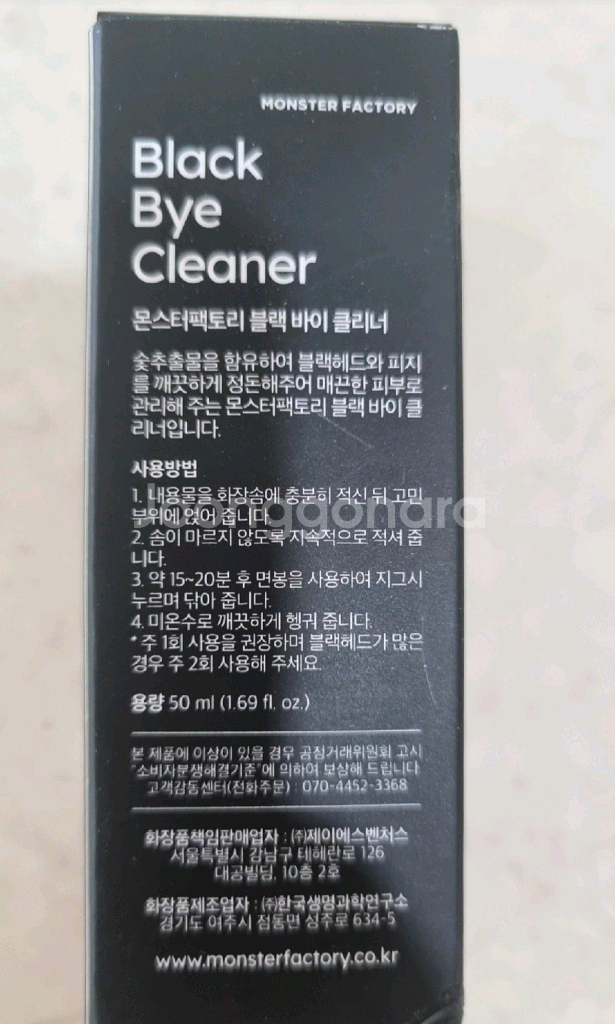 MONSTER FACTORY
Black
Bye
Cleaner
몬스터팩토리 블랙 바이 클리너
숯추출물을 함유하여 블랙헤드와 피지
를 깨끗하게 정돈해주어 매끈한 피부로
관리해 주는 몬스터팩토리 블랙 바이 클
리너입니다.
사용방법
1. 내용물을 화장솜에 충분히 적신 뒤 고민
부위에 얹어 줍니다.
2. 솜이 마르지 않도록 지속적으로 적셔 줍
니다.
3. 약 15~20분 후 면봉을 사용하여 지그시
누르며 닦아 줍니다.
4. 미온수로 깨끗하게 헹궈 줍니다.
* 주 1회 사용을 권장하며 블랙헤드가 많은
경우 주 2회 사용해 주세요.
용량 50 ml (1.69 fl. oz.)
본 제품에 이상이 있을 경우 공정거래위원회 고시
"소비자분쟁해결기준"에 의하여 보상해 드립니다
고객감동센터(전화주문) : 070-4452-3368
화장품책임판매업자 : ㈜제이에스벤처스
서울특별시 강남구 테헤란로 126
대공빌딩, 10층 2호
화장품제조업자 : ㈜한국생명과학연구소
경기도 여주시 점동면 성주로 634-5
www.monsterfactory.co.kr
Joonggonara